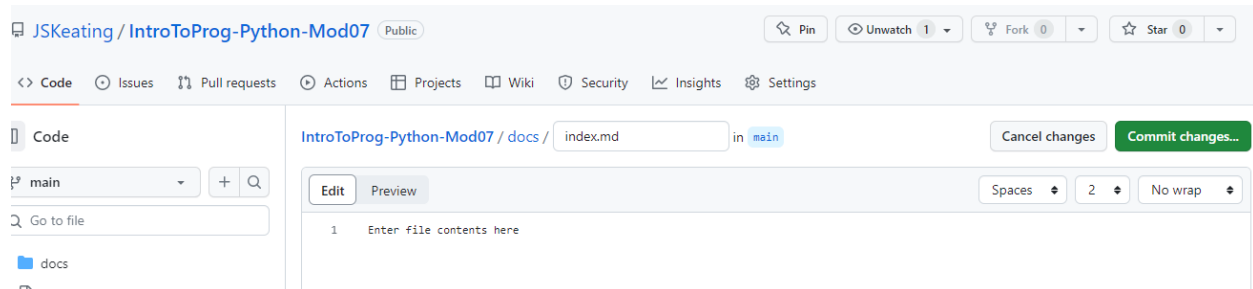 JSKeating / IntroToProg-Python-Mod07 Public Pin Unwatch 1 Fork 0 Star 0
<> Code Issues Pull requests Actions Projects Wiki Security Insights Settings
Code
IntroToProg-Python-Mod07 / docs / index.md in main Cancel changes Commit changes...
main
Edit Preview Spaces 2 No wrap
Go to file
1 Enter file contents here
docs